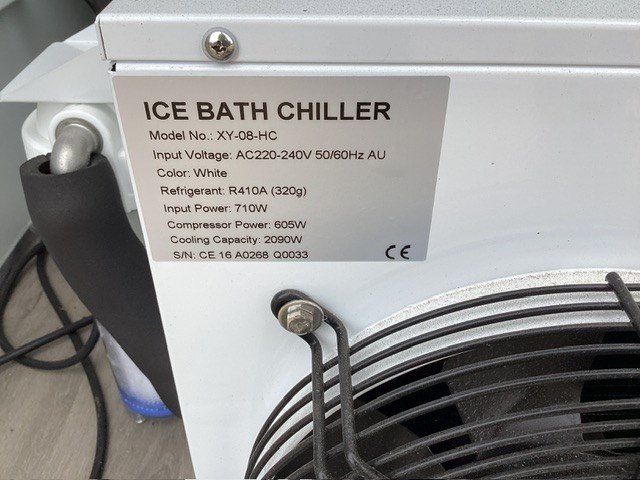 ICE BATH CHILLER
Model No.: XY-08-HC
Input Voltage: AC220-240V 50/60Hz AU
Color: White
Refrigerant: R410A (320g)
Input Power: 710W
Compressor Power: 605W
Cooling Capacity: 2090W
S/N: CE 16 A0268 Q0033
CE